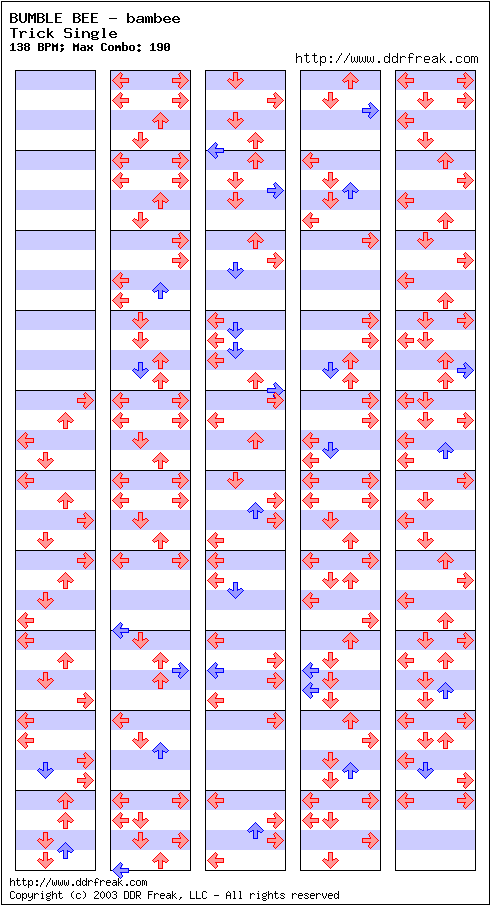 BUMBLE BEE - bambee
Trick Single
138 BPM; Max Combo: 190
http://www.ddrfreak.com
http://www.ddrfreak.com
Copyright (c) 2003 DDR Freak, LLC - All rights reserved